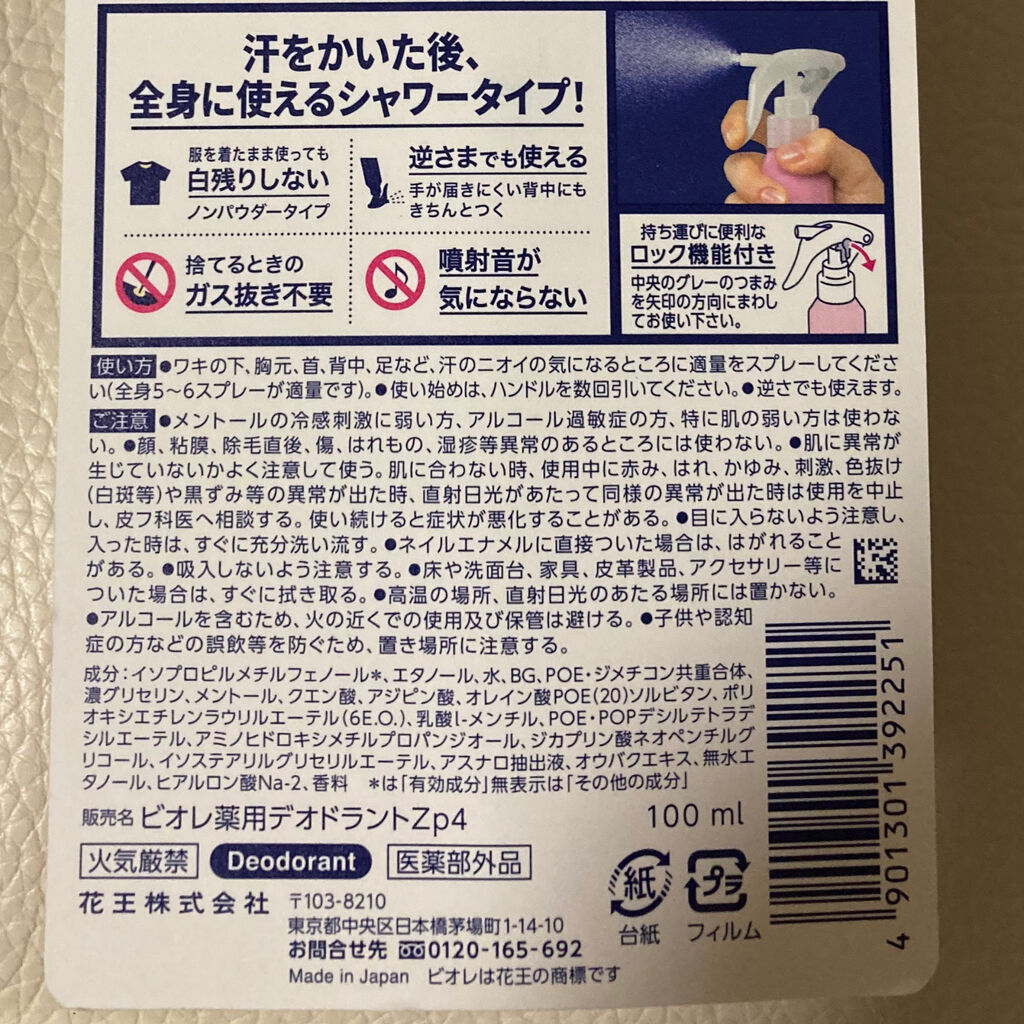 汗をかいた後、
全身に使えるシャワータイプ!
服を着たまま使っても
白残りしない
ノンパウダータイプ
逆さまでも使える
手が届きにくい背中にも
きちんとつく
捨てるときの
ガス抜き不要
噴射音が
気にならない
持ち運びに便利な
ロック機能付き
中央のグレーのつまみ
を矢印の方向にまわし
てお使い下さい。
使い方 ●ワキの下、胸元、首、背中、足など、汗のニオイの気になるところに適量をスプレーしてくださ
い(全身5~6スプレーが適量です)。●使い始めは、ハンドルを数回引いてください。●逆さでも使えます。
ご注意 ●メントールの冷感刺激に弱い方、アルコール過敏症の方、特に肌の弱い方は使わな
い。●顔、粘膜、除毛直後、傷、はれもの、湿疹等異常のあるところには使わない。●肌に異常が
生じていないかよく注意して使う。肌に合わない時、使用中に赤み、はれ、かゆみ、刺激、色抜け
(白斑等)や黒ずみ等の異常が出た時、直射日光があたって同様の異常が出た時は使用を中止
し、皮フ科医へ相談する。使い続けると症状が悪化することがある。●目に入らないよう注意し、
入った時は、すぐに充分洗い流す。●ネイルエナメルに直接ついた場合は、はがれること
がある。●吸入しないよう注意する。●床や洗面台、家具、皮革製品、アクセサリー等に
ついた場合は、すぐに拭き取る。●高温の場所、直射日光のあたる場所には置かない。
●アルコールを含むため、火の近くでの使用及び保管は避ける。●子供や認知
症の方などの誤飲等を防ぐため、置き場所に注意する。
成分:イソプロピルメチルフェノール*、エタノール、水、BG、POE・ジメチコン共重合体、
濃グリセリン、メントール、クエン酸、アジピン酸、オレイン酸POE(20)ソルビタン、ポリ
オキシエチレンラウリルエーテル(6E.O.)、乳酸l-メンチル、POE・POPデシルテトラデ
シルエーテル、アミノヒドロキシメチルプロパンジオール、ジカプリン酸ネオペンチルグ
リコール、イソステアリルグリセリルエーテル、アスナロ抽出液、オウバクエキス、無水エ
タノール、ヒアルロン酸Na-2、香料 *は「有効成分」無表示は「その他の成分」
販売名 ビオレ薬用デオドラントZp4 100 ml
火気厳禁 Deodorant 医薬部外品
花王株式会社 〒103-8210
東京都中央区日本橋茅場町1-14-10
お問合せ先 0120-165-692
Made in Japan ビオレは花王の商標です
紙
台紙
プラ
フィルム
4 901301 392251